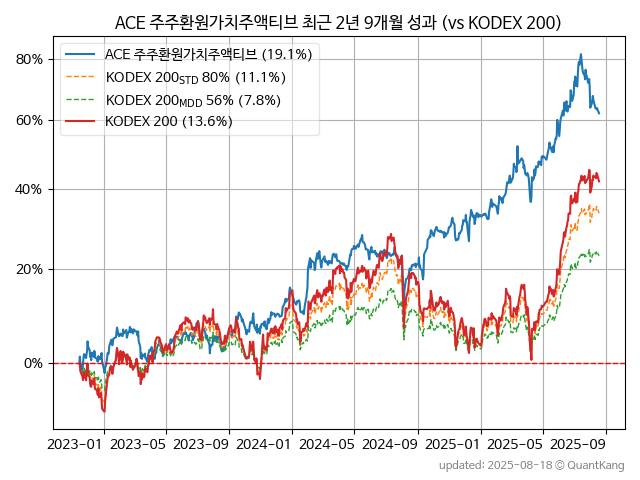 ACE 주주환원가치주액티브 최근 2년 9개월 성과 (vs KODEX 200)
ACE 주주환원가치주액티브 (19.1%)
KODEX 200STD 80% (11.1%)
KODEX 200MDD 56% (7.8%)
KODEX 200 (13.6%)
80%
60%
40%
20%
0%
2023-01 2023-05 2023-09 2024-01 2024-05 2024-09 2025-01 2025-05 2025-09
updated: 2025-08-18 © QuantKang